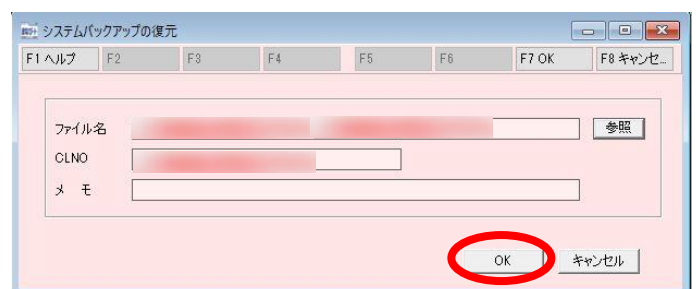 システムバックアップの復元
F1 ヘルプ F2 F3 F4 F5 F6 F7 OK F8 キャンセ...
ファイル名 参照
CLNO
メ モ
OK キャンセル